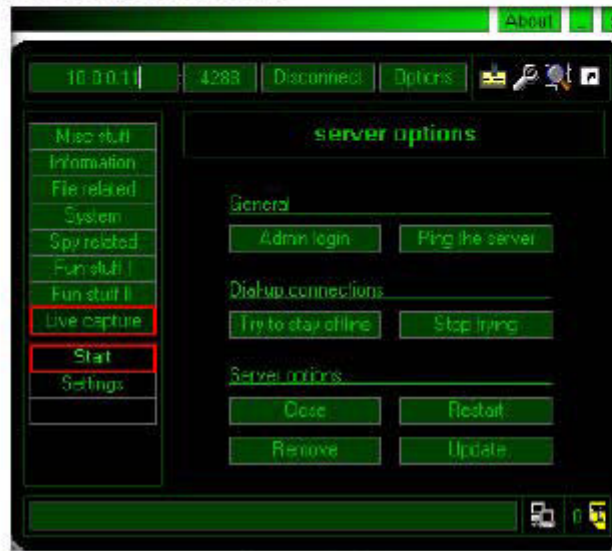 About _
10.0.0.11 : 4283 Disconnect Options
server options
Misc stuff
Information
File related
System
Spy related
Fun stuff I
Fun stuff II
Live capture
Start
Settings
General
Admin login Ping the server
Dial-up connections
Try to stay offline Stop trying
Server options
Close Restart
Remove Update
0